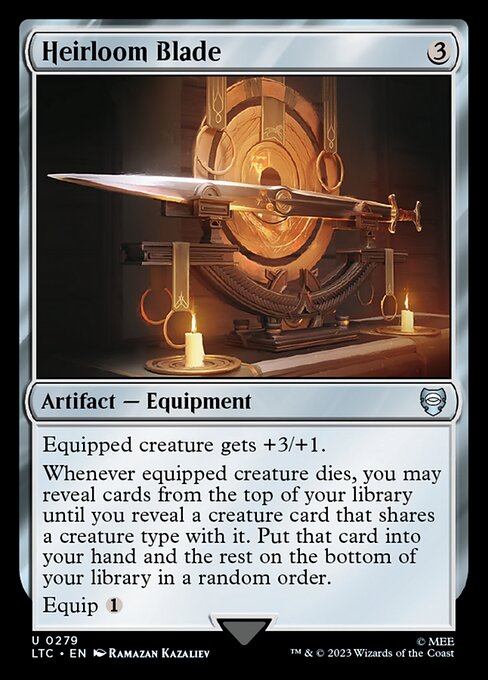 Heirloom Blade 3
Artifact — Equipment
Equipped creature gets +3/+1.
Whenever equipped creature dies, you may
reveal cards from the top of your library
until you reveal a creature card that shares
a creature type with it. Put that card into
your hand and the rest on the bottom of
your library in a random order.
Equip 1
U 0279
LTC • EN Ramazan Kazaliev
© MEE
™ & © 2023 Wizards of the Coast